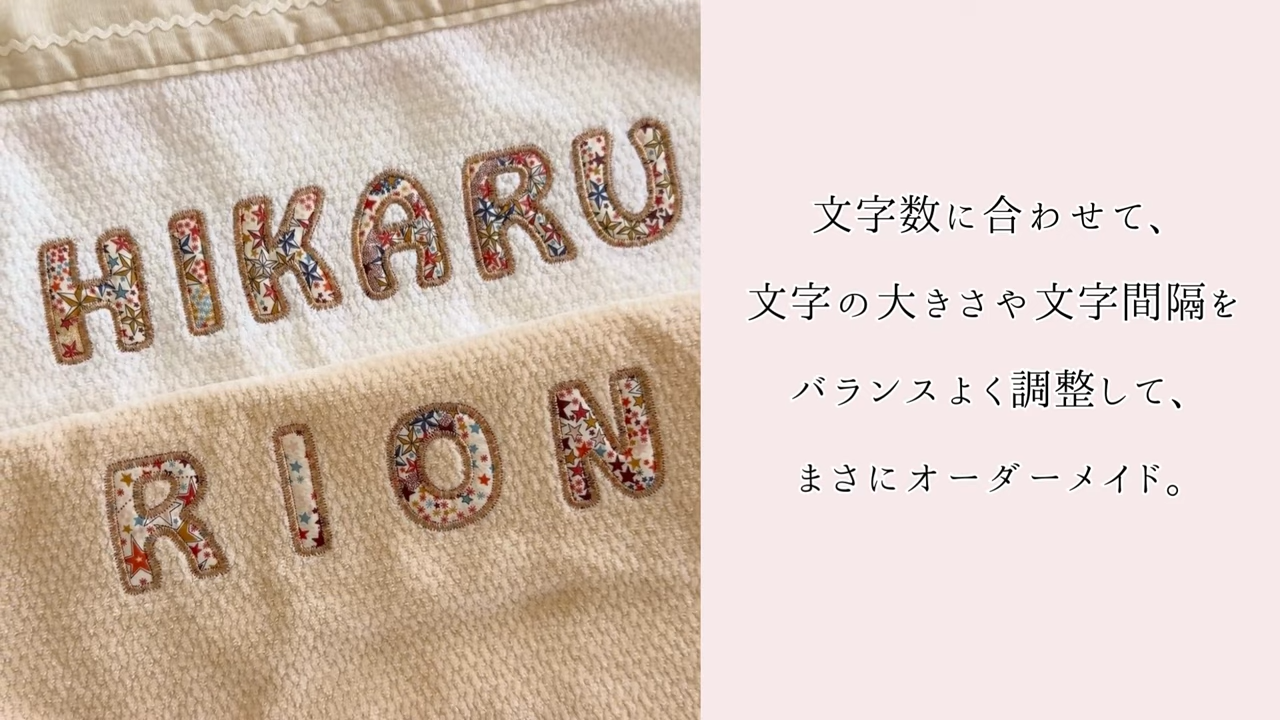 HIKARU
RION
文字数に合わせて、
文字の大きさや文字間隔を
バランスよく調整して、
まさにオーダーメイド。